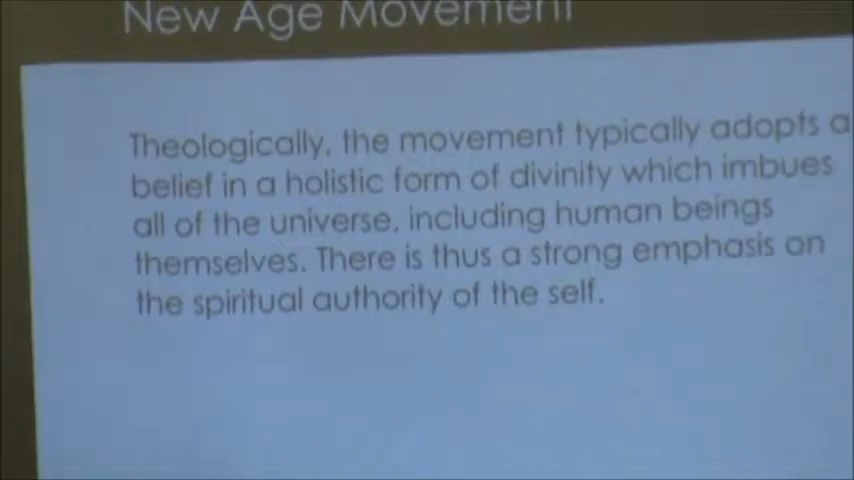 New Age Movement
Theologically, the movement typically adopts a
belief in a holistic form of divinity which imbues
all of the universe, including human beings
themselves. There is thus a strong emphasis on
the spiritual authority of the self.